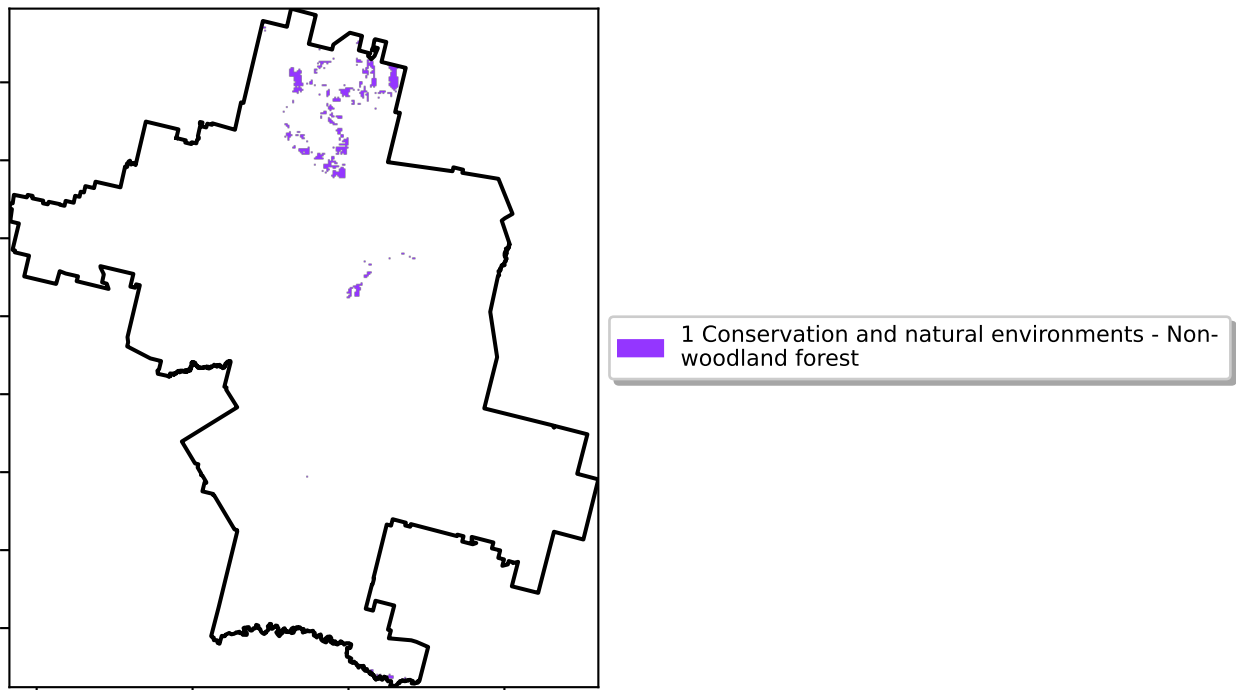 1 Conservation and natural environments - Non-
woodland forest